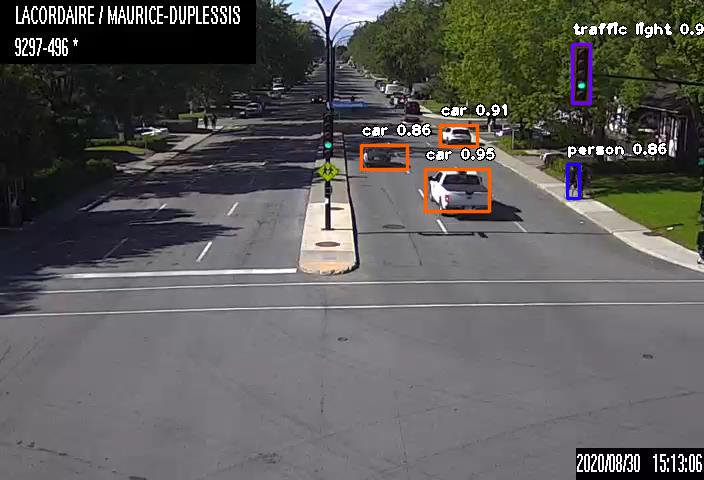 LACORDAIRE / MAURICE-DUPLESSIS
9297-496 *
traffic light 0.9
car 0.91
car 0.86
car 0.95
person 0.86
2020/08/30 15:13:06